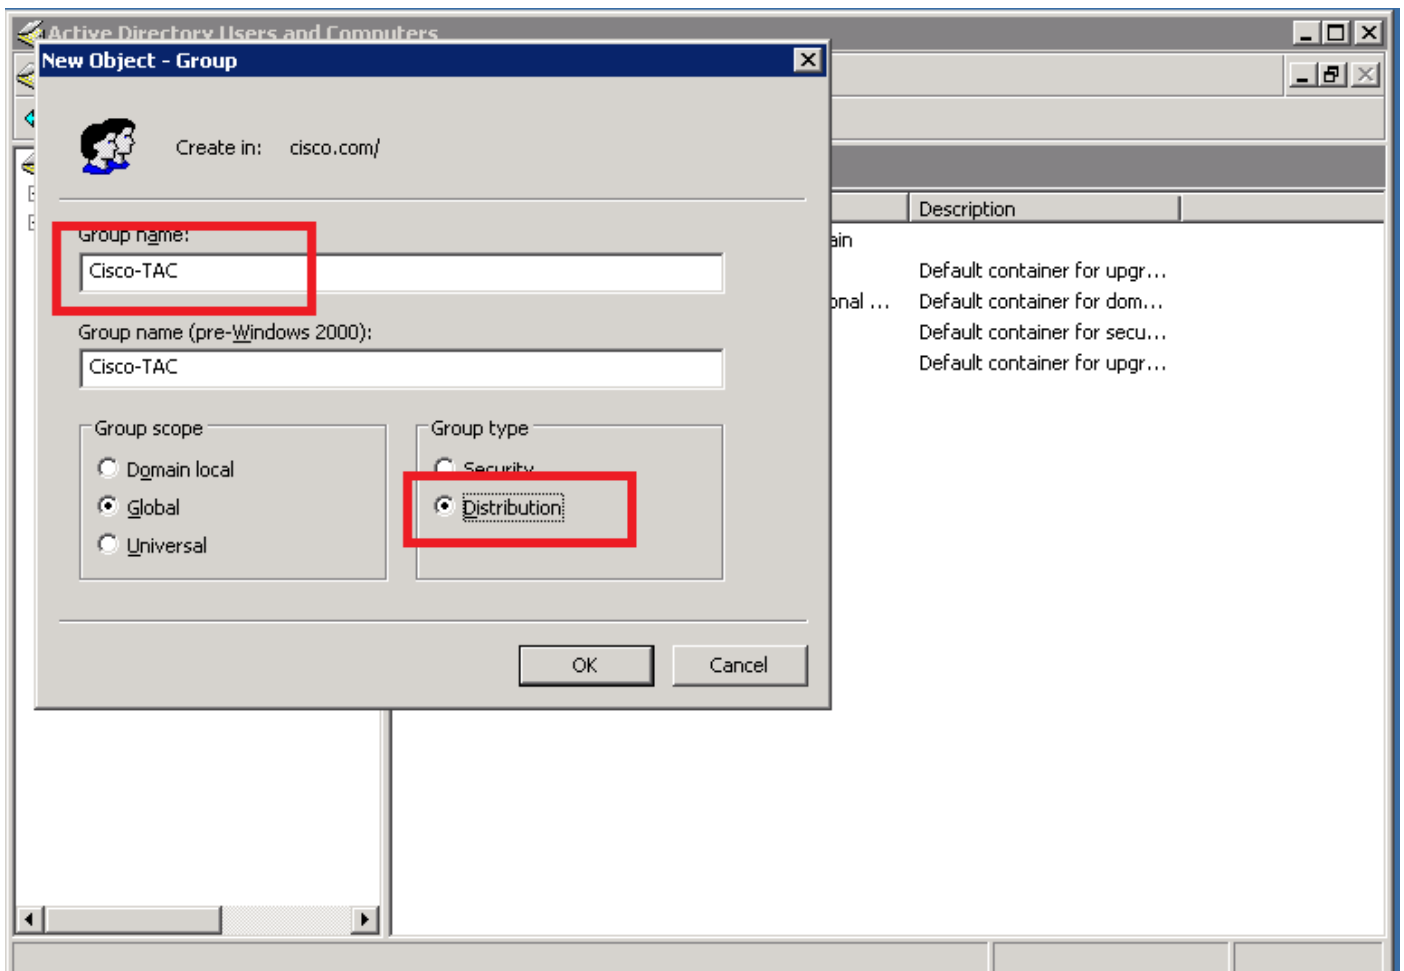 Active Directory Users and Computers
New Object - Group
Create in: cisco.com/
Group name:
Cisco-TAC
Group name (pre-Windows 2000):
Cisco-TAC
Group scope
Domain local
Global
Universal
Group type
Security
Distribution
OK Cancel
Description
ain
Default container for upgr...
onal ... Default container for dom...
Default container for secu...
Default container for upgr...